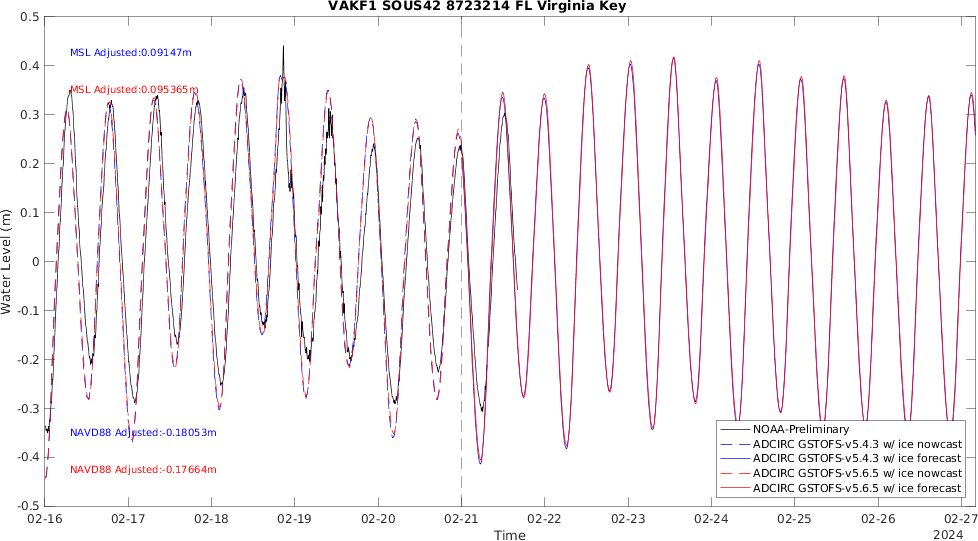 VAKF1 SOUS42 8723214 FL Virginia Key
0.5
0.4
0.3
0.2
0.1
0
-0.1
-0.2
-0.3
-0.4
-0.5
Water Level (m)
MSL Adjusted:0.09147m
MSL Adjusted:0.095365m
NAVD88 Adjusted:-0.18053m
NAVD88 Adjusted:-0.17664m
NOAA-Preliminary
ADCIRC GSTOFS-v5.4.3 w/ ice nowcast
ADCIRC GSTOFS-v5.4.3 w/ ice forecast
ADCIRC GSTOFS-v5.6.5 w/ ice nowcast
ADCIRC GSTOFS-v5.6.5 w/ ice forecast
02-16 02-17 02-18 02-19 02-20 02-21 02-22 02-23 02-24 02-25 02-26 02-27
Time
2024